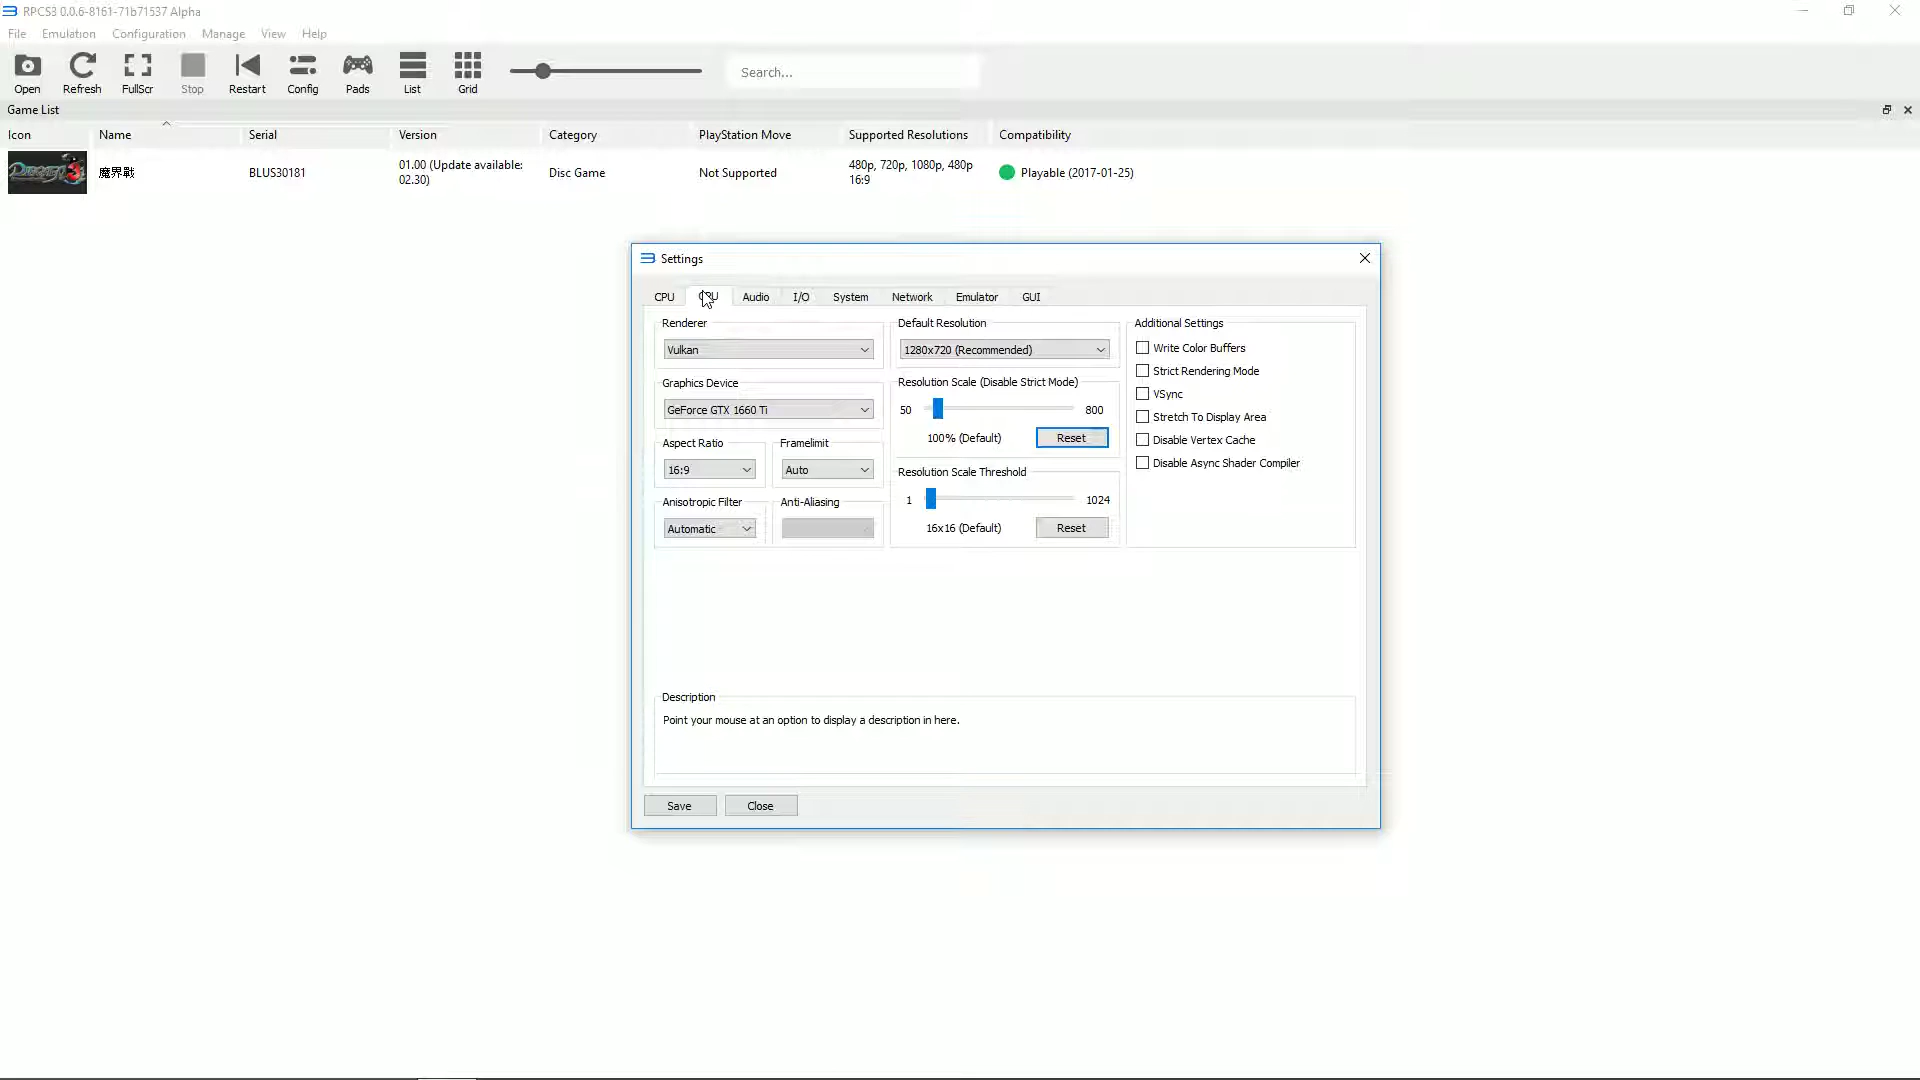 RPCS3 0.0.6-8161-71b71537 Alpha
File Emulation Configuration Manage View Help
Open Refresh FullScr Stop Restart Config Pads List Grid Search...
Game List
Icon Name Serial Version Category PlayStation Move Supported Resolutions Compatibility
魔界戰 BLUS30181 01.00 (Update available: Disc Game Not Supported 480p, 720p, 1080p, 480p Playable (2017-01-25)
02.30) 16:9
Settings
CPU GPU Audio I/O System Network Emulator GUI
Renderer Default Resolution Additional Settings
Vulkan 1280x720 (Recommended) Write Color Buffers
Strict Rendering Mode
Graphics Device Resolution Scale (Disable Strict Mode)
VSync
GeForce GTX 1660 Ti 50 800
Stretch To Display Area
Aspect Ratio Framelimit 100% (Default) Reset Disable Vertex Cache
16:9 Auto Resolution Scale Threshold Disable Async Shader Compiler
Anisotropic Filter Anti-Aliasing 1 1024
Automatic 16x16 (Default) Reset
Description
Point your mouse at an option to display a description in here.
Save Close